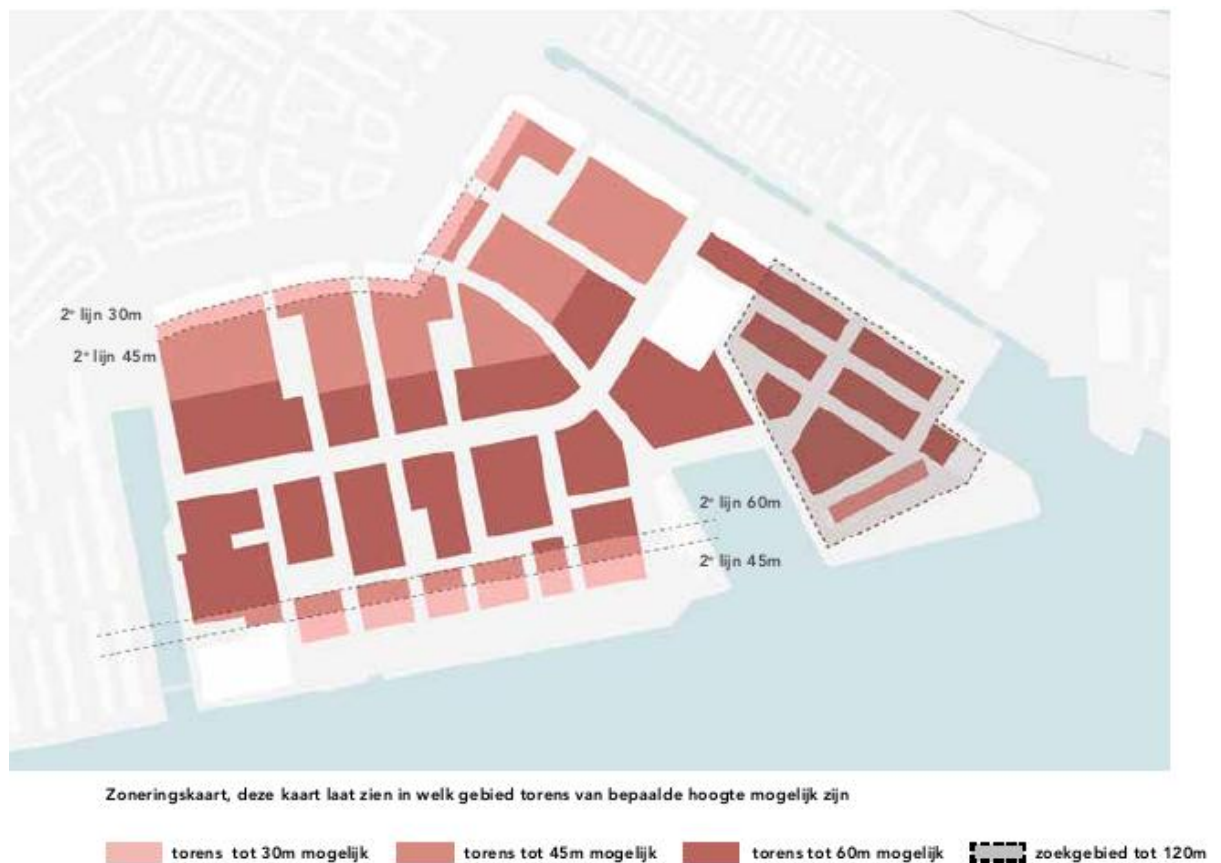 2e lijn 30m
2e lijn 45m
2e lijn 60m
2e lijn 45m
Zoneringskaart, deze kaart laat zien in welk gebied torens van bepaalde hoogte mogelijk zijn
torens tot 30m mogelijk
torens tot 45m mogelijk
torens tot 60m mogelijk
zoekgebied tot 120m